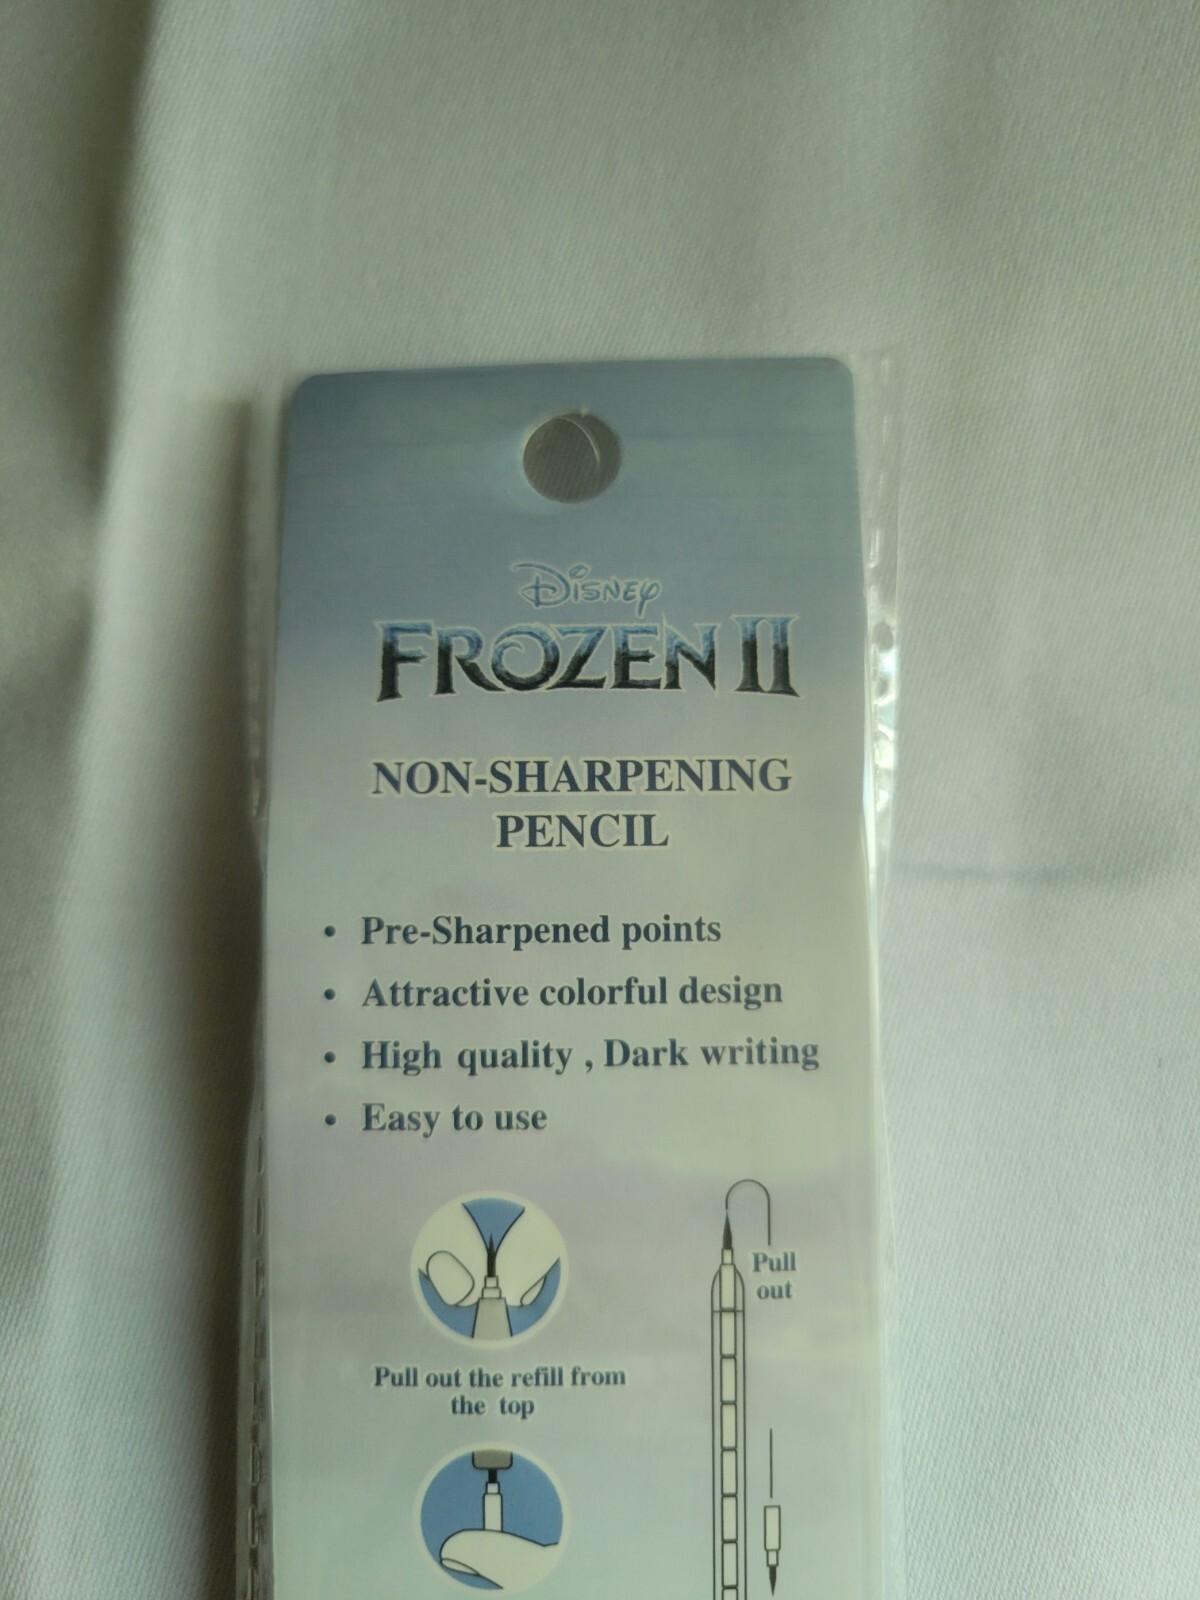 Disney
FROZEN II
NON-SHARPENING
PENCIL
• Pre-Sharpened points
• Attractive colorful design
• High quality , Dark writing
• Easy to use
Pull
out
Pull out the refill from
the top